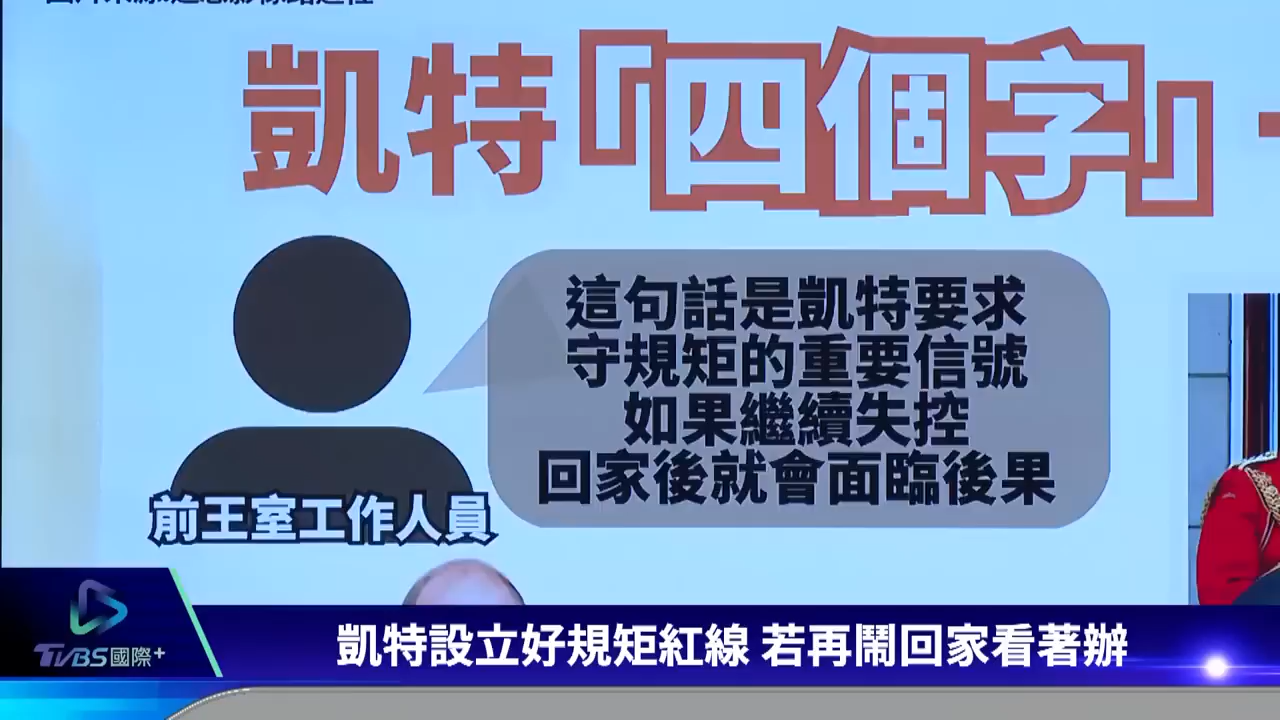 凱特「四個字」
這句話是凱特要求
守規矩的重要信號
如果繼續失控
回家後就會面臨後果
前王室工作人員
凱特設立好規矩紅線 若再鬧回家看著辦
TVBS國際+